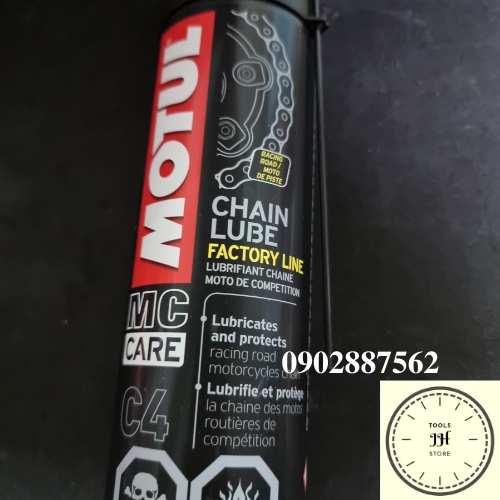 MOTUL
RACING
ROAD/
MOTO
DE PISTE
CHAIN
LUBE
FACTORY LINE
LUBRIFIANT CHAINE
MOTO DE COMPETITION
MC
CARE
C4
Lubricates
and protects
racing road
motorcycles chain
Lubrifie et protège
la chaine des motos
routières de
compétition
0902887562
TOOLS
JH
STORE